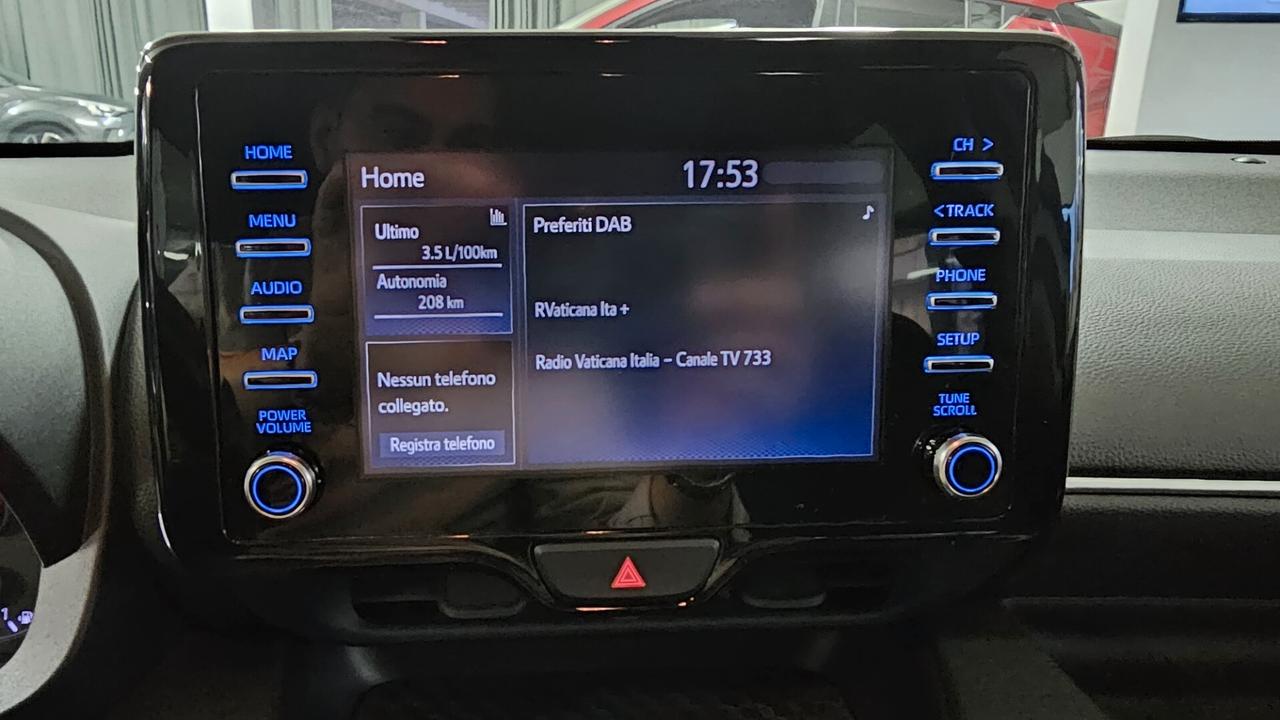 HOME
MENU
AUDIO
MAP
POWER
VOLUME
Home
17:53
Ultimo
3.5 L/100km
Autonomia
208 km
Nessun telefono
collegato.
Registra telefono
Preferiti DAB
RVaticana Ita +
Radio Vaticana Italia - Canale TV 733
CH >
< TRACK
PHONE
SETUP
TUNE
SCROLL
1